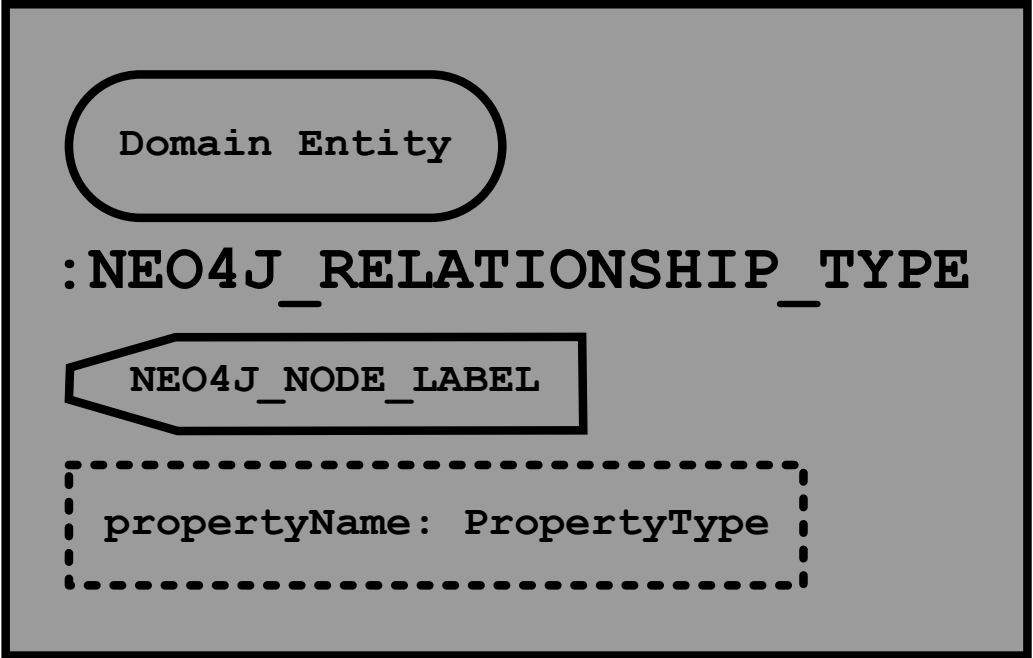 Domain Entity
:NEO4J_RELATIONSHIP_TYPE
NEO4J_NODE_LABEL
propertyName: PropertyType